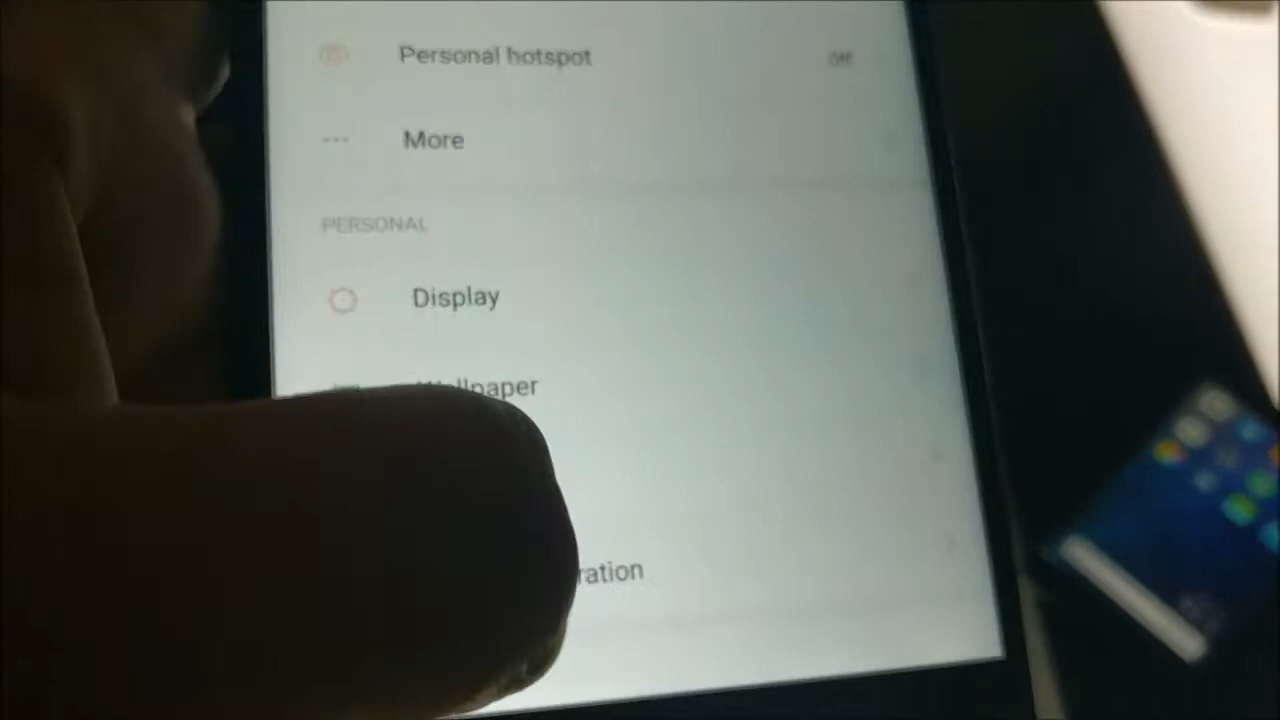 Personal hotspot
Off
More
PERSONAL
Display
Wallpaper
ration